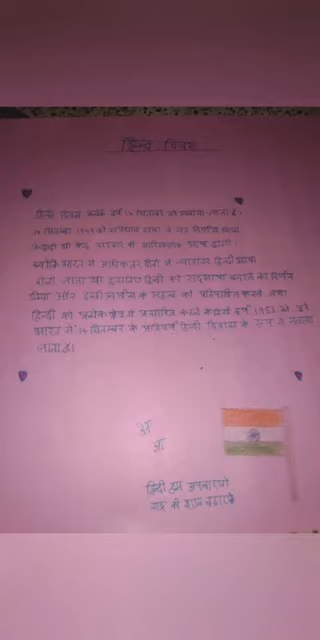 हिन्दी दिवस
हिन्दी दिवस प्रत्येक वर्ष 14 सितम्बर को मनाया जाता है।
14 सितम्बर 1949 को संविधान सभा ने यह निर्णय लिया
कि हिन्दी ही केंद्र सरकार की आधिकारिक भाषा होगी।
क्योंकि भारत में अधिकतर क्षेत्रों में ज्यादातर हिन्दी भाषा
बोली जाती थी इसलिए हिन्दी को राजभाषा बनाने का निर्णय
लिया और इसी निर्णय के महत्व को प्रतिपादित करने तथा
हिन्दी को प्रत्येक क्षेत्र में प्रसारित करने के लिये वर्ष 1953 से पूरे
भारत में 14 सितम्बर के प्रतिवर्ष हिन्दी दिवस के रूप में मनाया
जाता है।
अ
आ
हिंदी हम अपनाएगे
राष्ट्र की शान बढ़ाएंगे